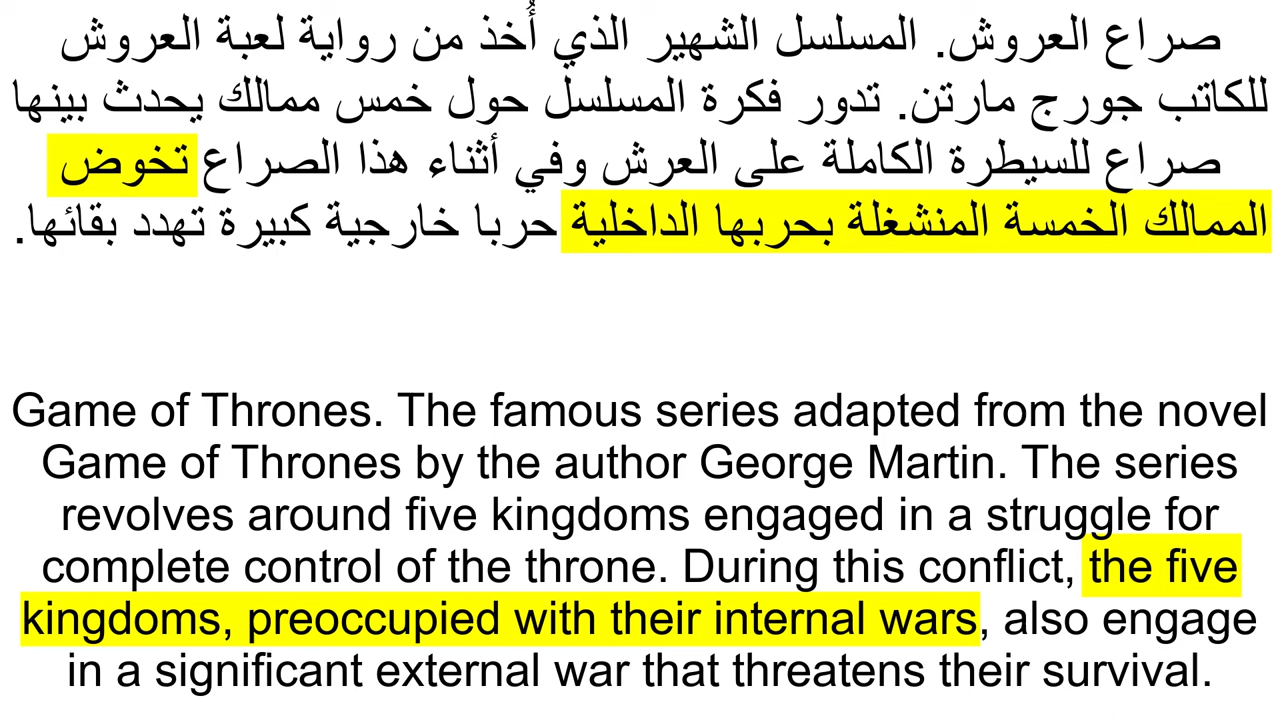 صراع العروش. المسلسل الشهير الذي أُخذ من رواية لعبة العروش
للكاتب جورج مارتن. تدور فكرة المسلسل حول خمس ممالك يحدث بينها
صراع للسيطرة الكاملة على العرش وفي أثناء هذا الصراع تخوض
الممالك الخمسة المنشغلة بحربها الداخلية حربا خارجية كبيرة تهدد بقائها.
Game of Thrones. The famous series adapted from the novel
Game of Thrones by the author George Martin. The series
revolves around five kingdoms engaged in a struggle for
complete control of the throne. During this conflict, the five
kingdoms, preoccupied with their internal wars, also engage
in a significant external war that threatens their survival.